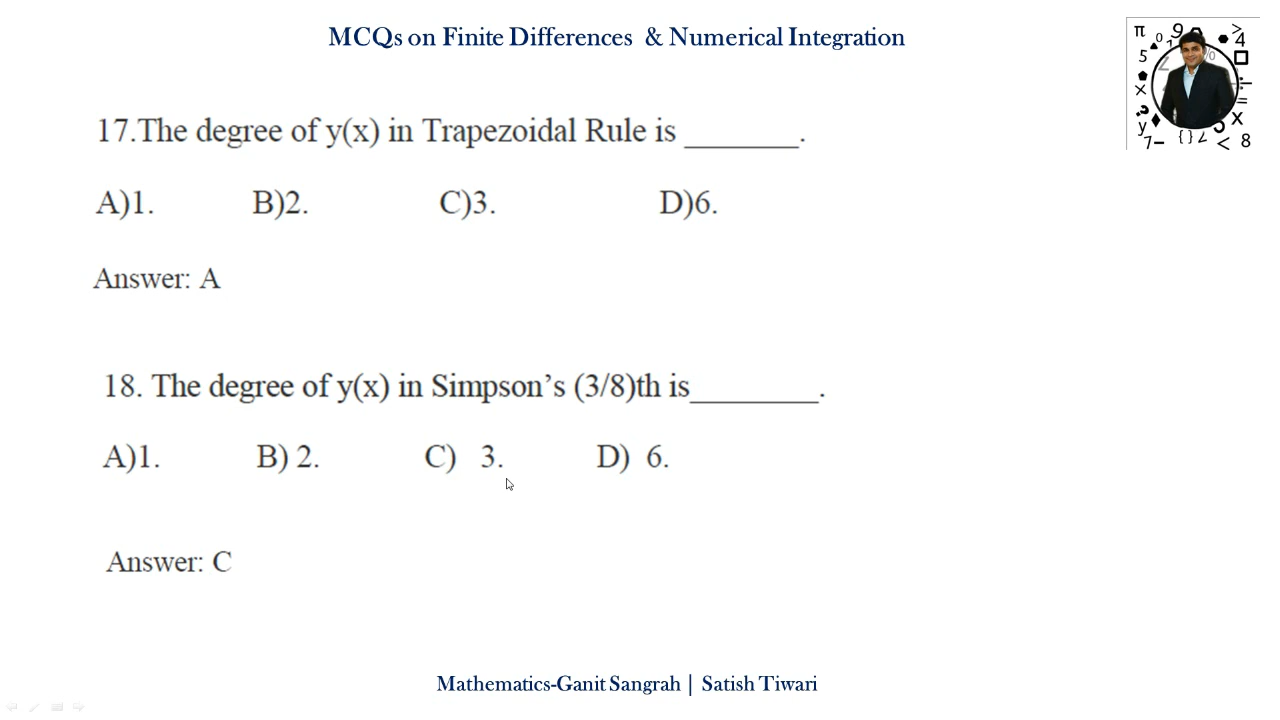 MCQs on Finite Differences & Numerical Integration
17.The degree of y(x) in Trapezoidal Rule is _______.
A)1. B)2. C)3. D)6.
Answer: A
18. The degree of y(x) in Simpson’s (3/8)th is________.
A)1. B) 2. C) 3. D) 6.
Answer: C
Mathematics-Ganit Sangrah | Satish Tiwari